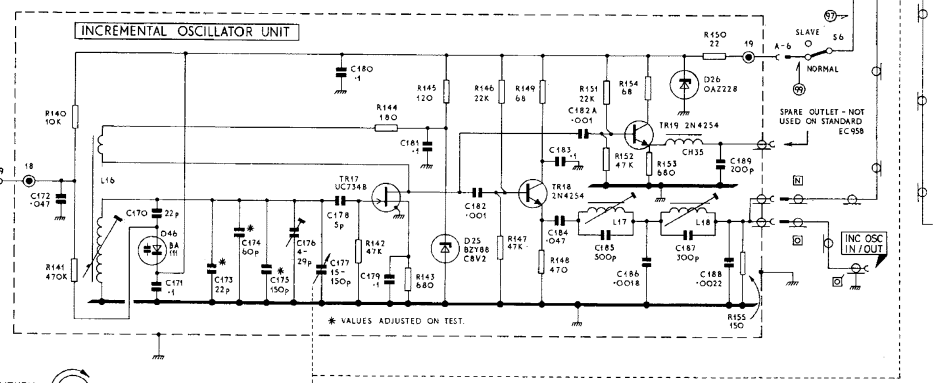 INCREMENTAL OSCILLATOR UNIT
97
R150
22
19
A-6
SLAVE
S6
NORMAL
99
C180
.1
R140
10K
R144
180
R145
120
R146
22K
R149
68
R151
22K
R154
68
D26
OAZ228
C182A
.001
TR19 2N4254
SPARE OUTLET - NOT
USED ON STANDARD
EC958
C181
.1
C183
.1
R152
47K
R153
680
CH35
C189
200p
18
C172
.047
L16
TR17
UC734B
C182
.001
TR18
2N4254
N
C170
22p
D46
BA
111
C171
.1
C174
60p
C173
22p
C175
150p
C176
4-
29p
C177
15-
150p
C178
5p
R142
47K
C179
.1
R143
680
D25
BZY88
C8V2
R147
47K
C184
.047
R148
470
L17
C185
500p
L18
C187
300p
C186
.0018
C188
.0022
R155
150
INC OSC
IN/OUT
R141
470K
* VALUES ADJUSTED ON TEST.